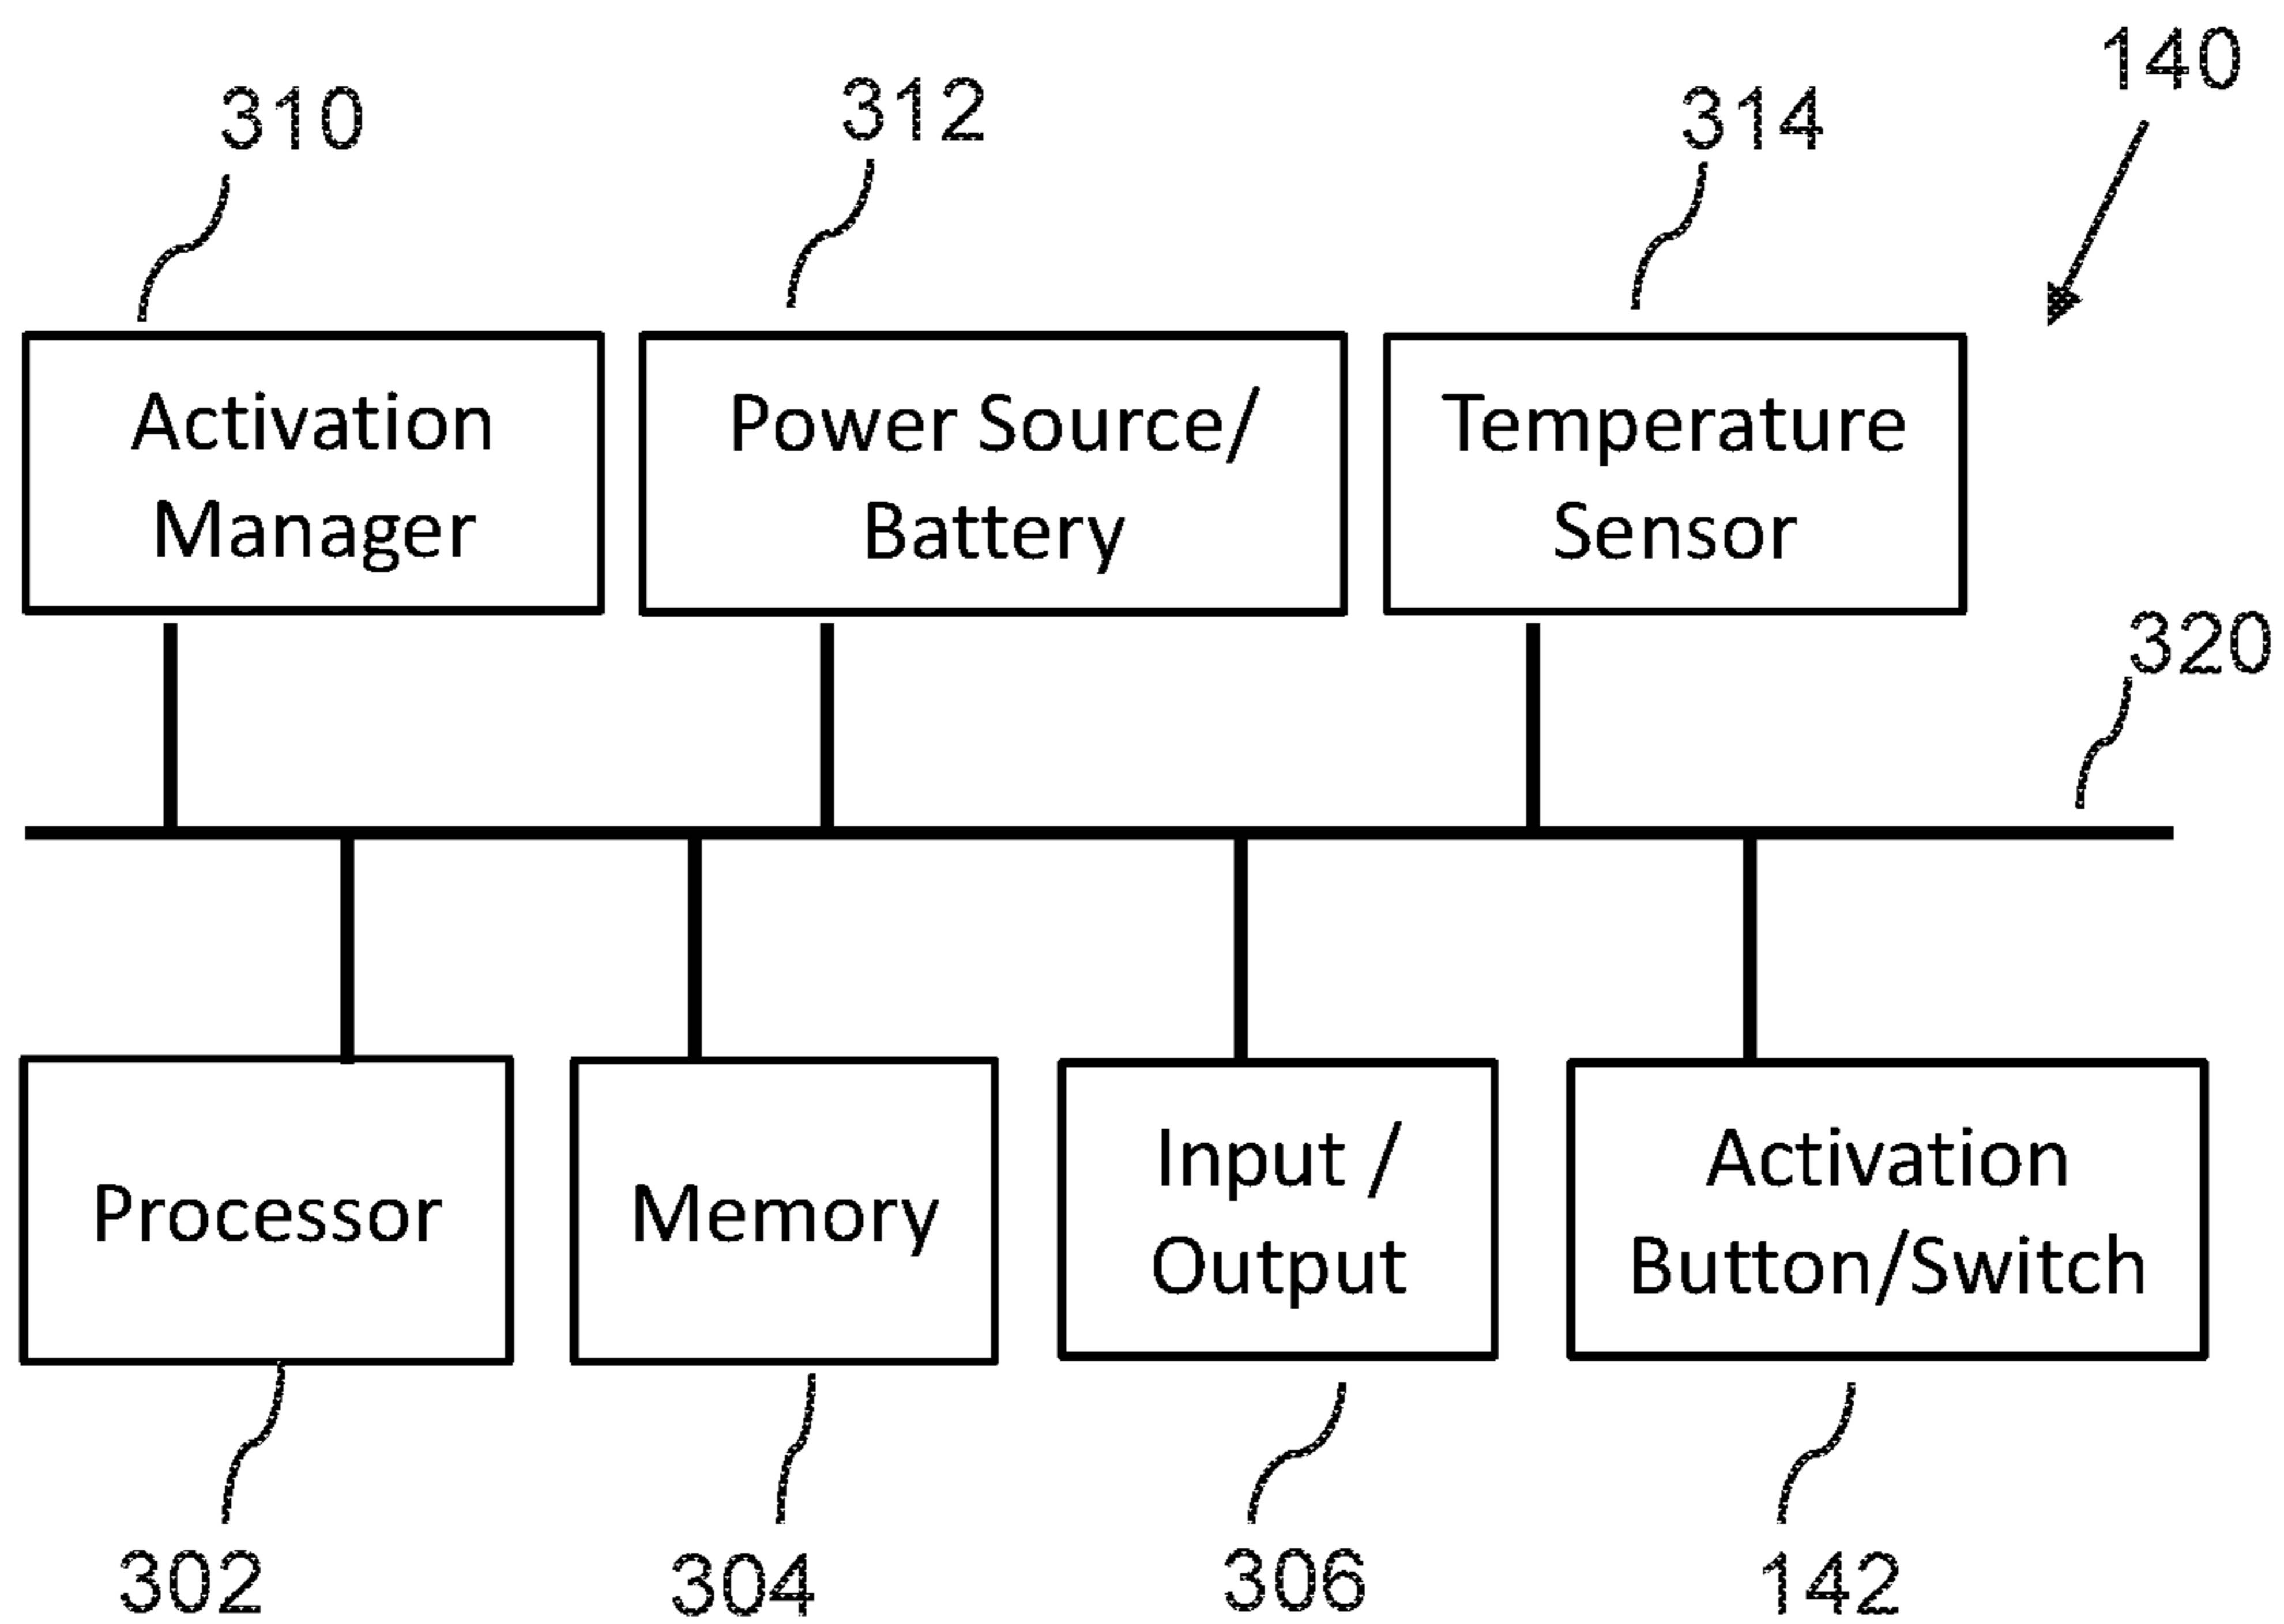 140
310
312
314
Activation
Manager
Power Source/
Battery
Temperature
Sensor
320
Processor
Memory
Input /
Output
Activation
Button/Switch
302
304
306
142